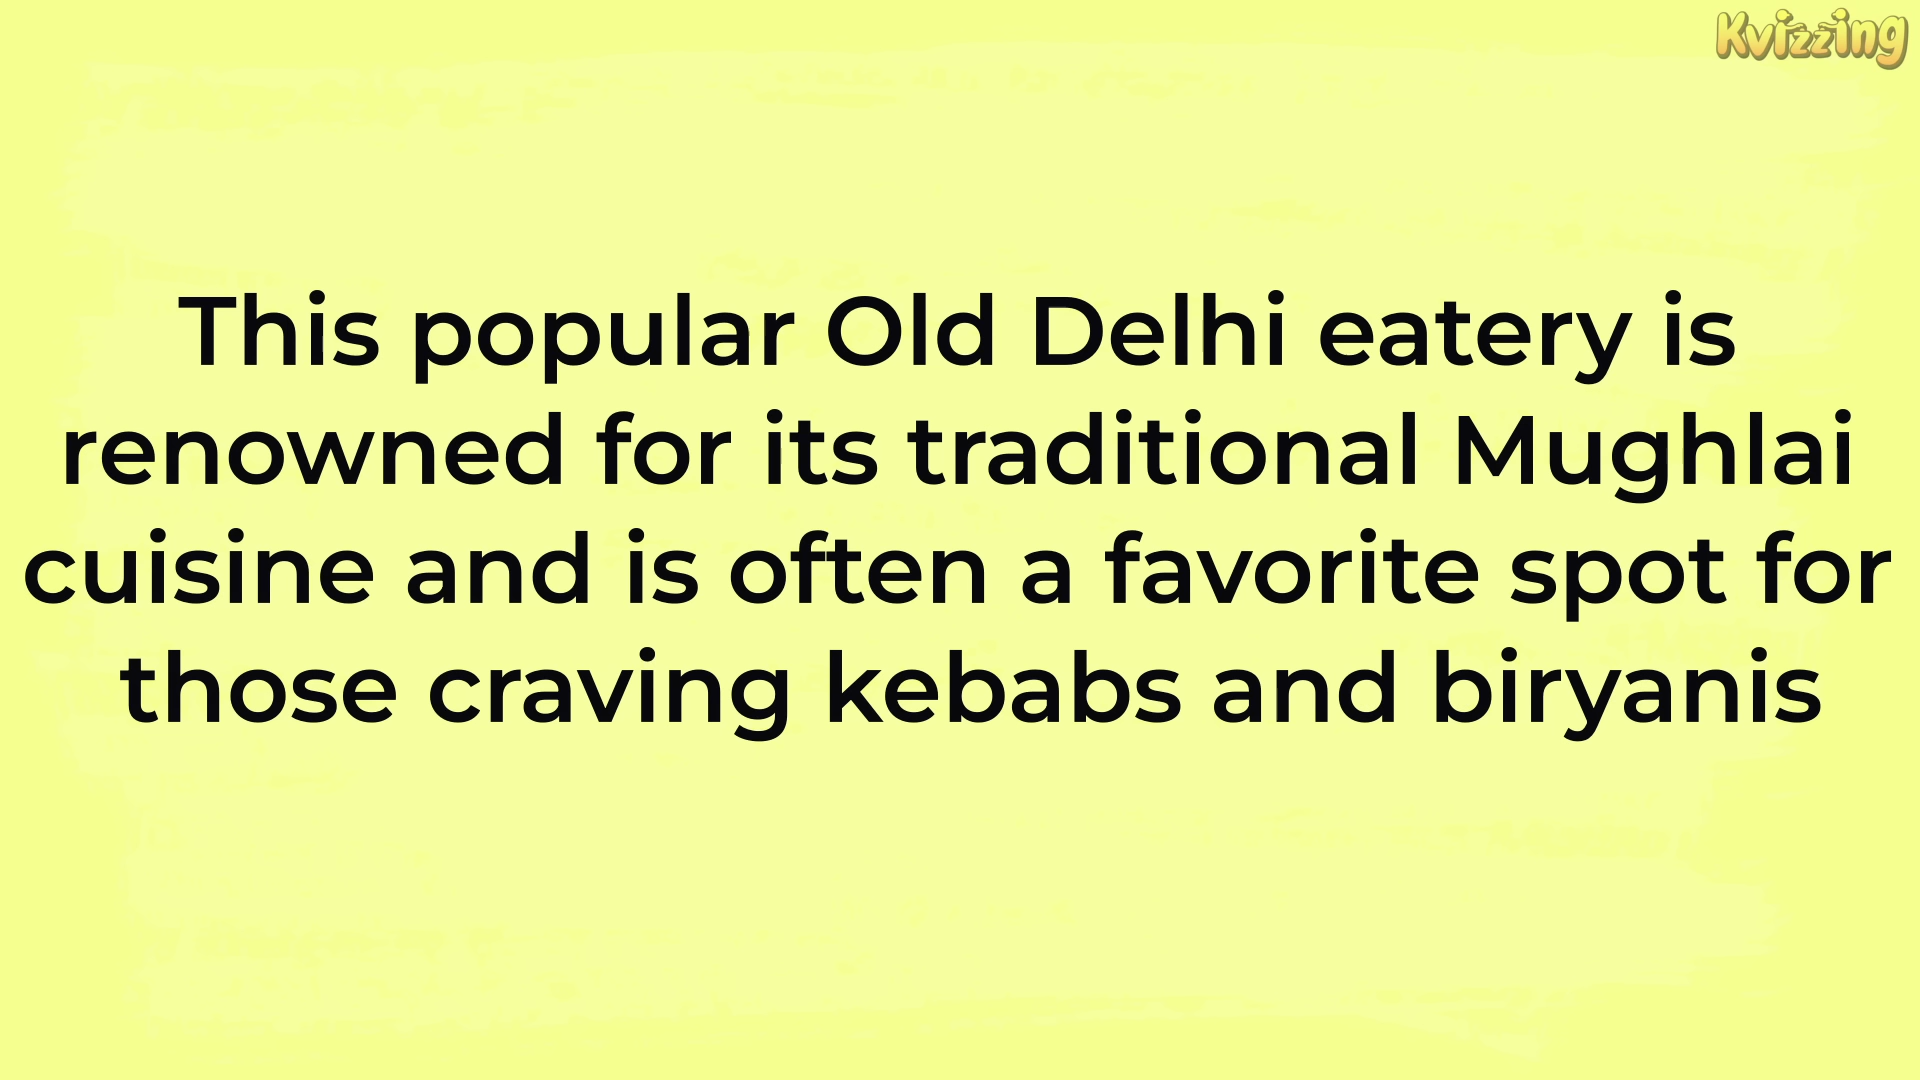 Kvizzing
This popular Old Delhi eatery is
renowned for its traditional Mughlai
cuisine and is often a favorite spot for
those craving kebabs and biryanis